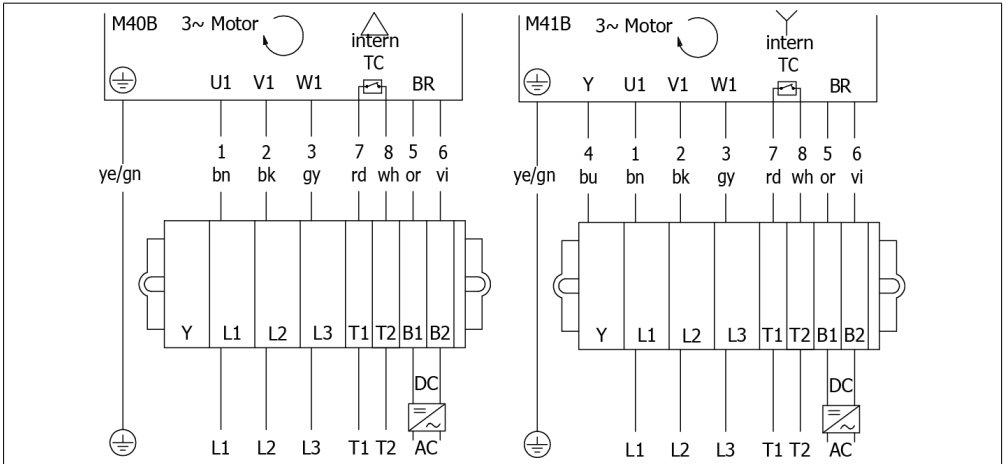 M40B 3~ Motor
intern
TC
U1 V1 W1 BR
1 2 3 7 8 5 6
ye/gn bn bk gy rd wh or vi
Y L1 L2 L3 T1 T2 B1 B2
DC
= ~
L1 L2 L3 T1 T2 AC
M41B 3~ Motor
intern
TC
Y U1 V1 W1 BR
4 1 2 3 7 8 5 6
ye/gn bu bn bk gy rd wh or vi
Y L1 L2 L3 T1 T2 B1 B2
DC
= ~
L1 L2 L3 T1 T2 AC